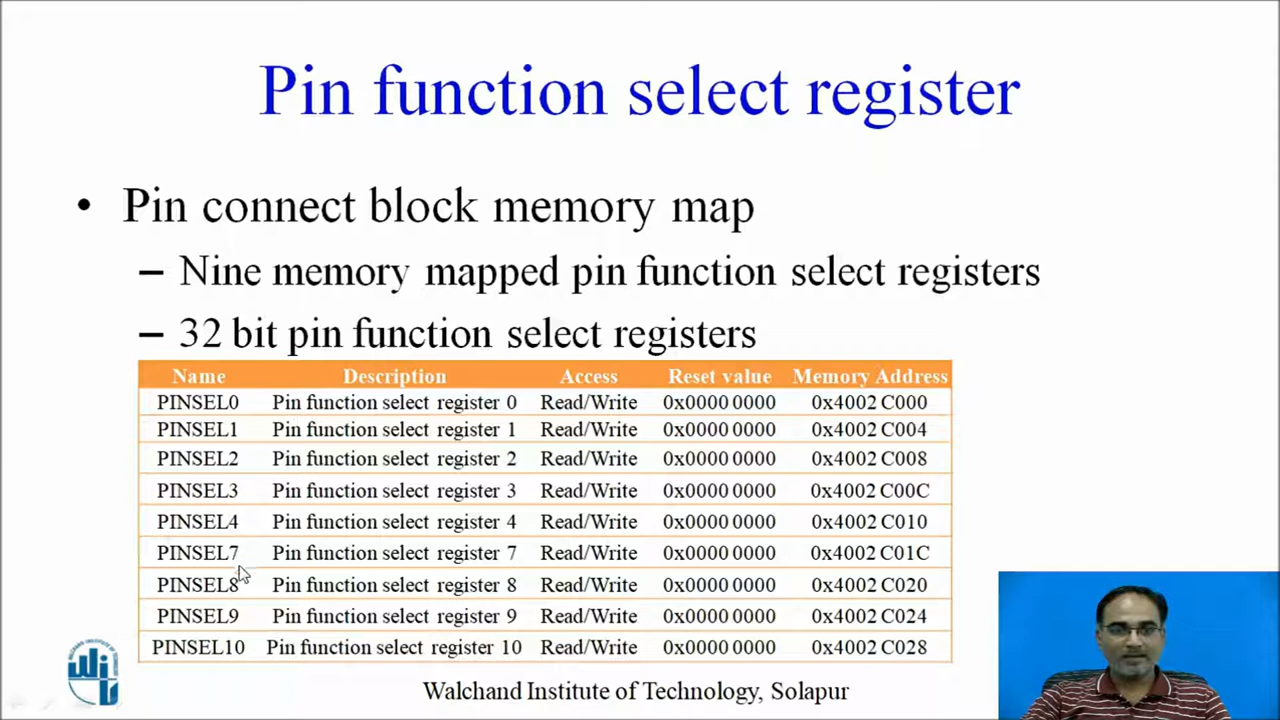 Pin function select register
• Pin connect block memory map
– Nine memory mapped pin function select registers
– 32 bit pin function select registers
Name Description Access Reset value Memory Address
PINSEL0 Pin function select register 0 Read/Write 0x0000 0000 0x4002 C000
PINSEL1 Pin function select register 1 Read/Write 0x0000 0000 0x4002 C004
PINSEL2 Pin function select register 2 Read/Write 0x0000 0000 0x4002 C008
PINSEL3 Pin function select register 3 Read/Write 0x0000 0000 0x4002 C00C
PINSEL4 Pin function select register 4 Read/Write 0x0000 0000 0x4002 C010
PINSEL7 Pin function select register 7 Read/Write 0x0000 0000 0x4002 C01C
PINSEL8 Pin function select register 8 Read/Write 0x0000 0000 0x4002 C020
PINSEL9 Pin function select register 9 Read/Write 0x0000 0000 0x4002 C024
PINSEL10 Pin function select register 10 Read/Write 0x0000 0000 0x4002 C028
Walchand Institute of Technology, Solapur